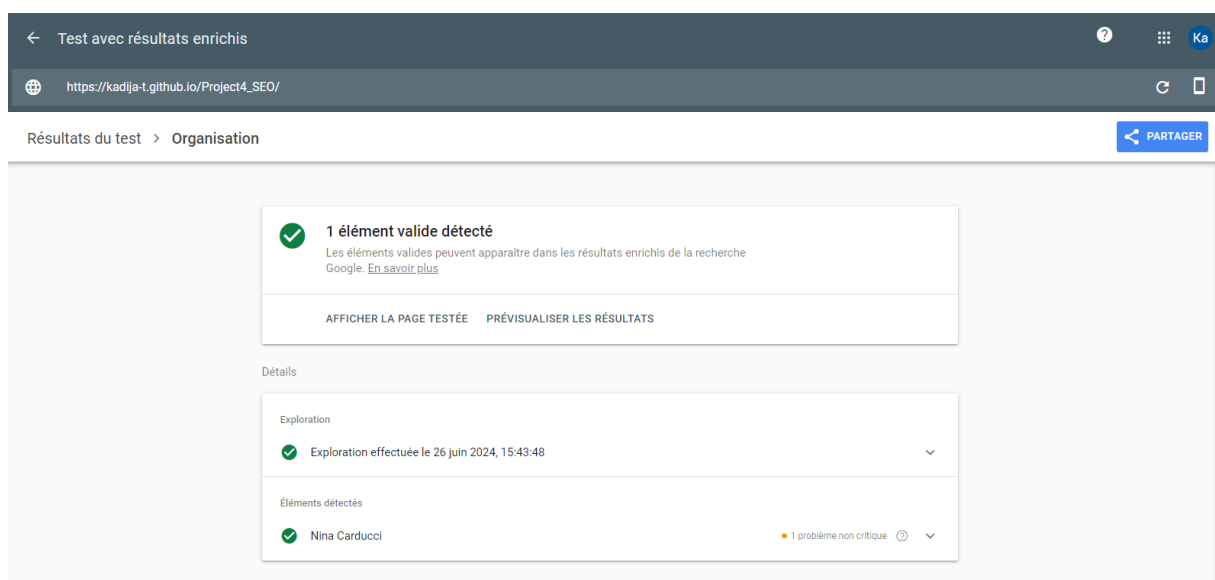 Test avec résultats enrichis
Ka
https://kadija-t.github.io/Project4_SEO/
Résultats du test > Organisation
PARTAGER
1 élément valide détecté
Les éléments valides peuvent apparaître dans les résultats enrichis de la recherche
Google. En savoir plus
AFFICHER LA PAGE TESTÉE PRÉVISUALISER LES RÉSULTATS
Détails
Exploration
Exploration effectuée le 26 juin 2024, 15:43:48
Éléments détectés
Nina Carducci
1 problème non critique